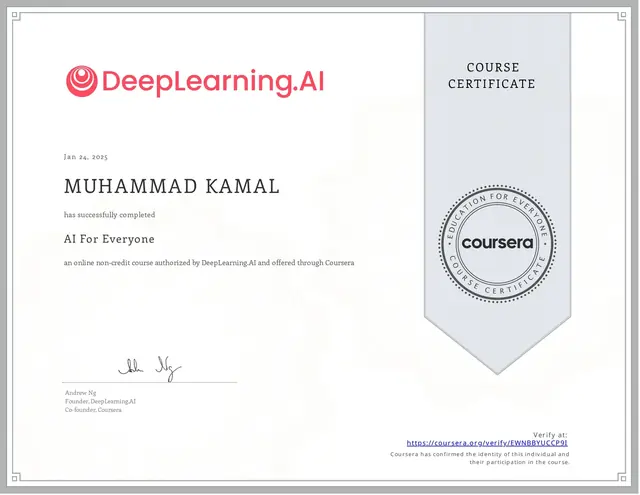 DeepLearning.AI
COURSE
CERTIFICATE
Jan 24, 2025
MUHAMMAD KAMAL
has successfully completed
AI For Everyone
an online non-credit course authorized by DeepLearning.AI and offered through Coursera
EDUCATION FOR EVERYONE
coursera
COURSE CERTIFICATE
Andrew Ng
Founder, DeepLearning.AI
Co-founder, Coursera
Verify at:
https://coursera.org/verify/EWNBBYUCCP9I
Coursera has confirmed the identity of this individual and
their participation in the course.